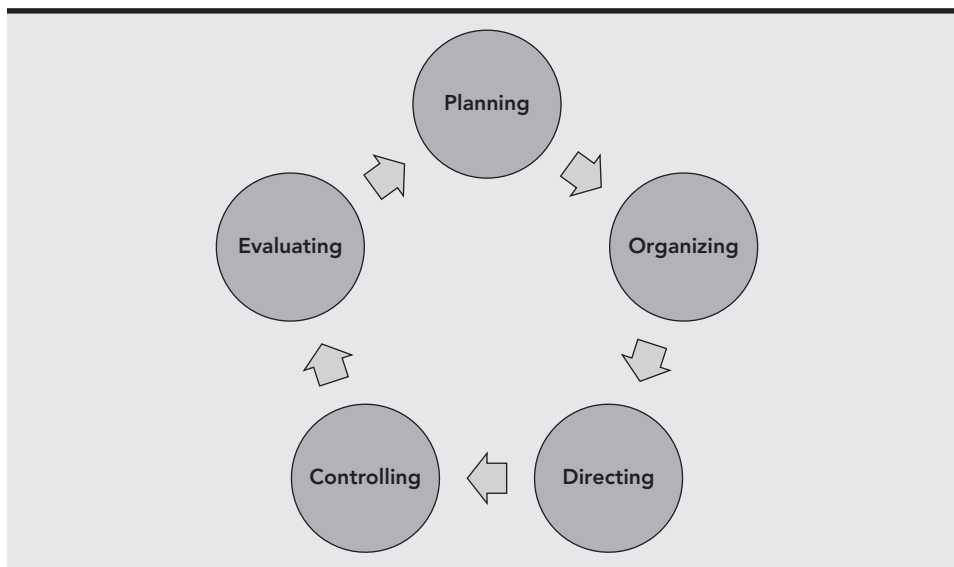 Planning
Organizing
Directing
Controlling
Evaluating